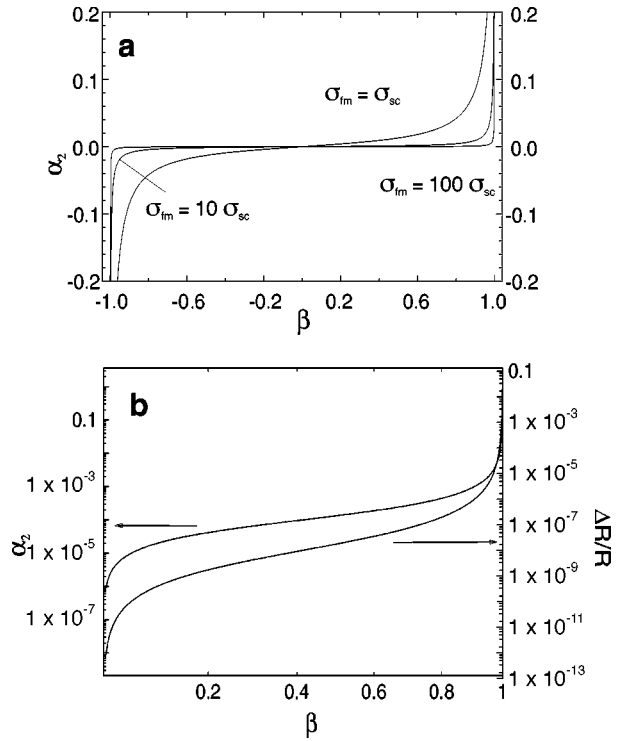 a
0.2
0.2
σfm = σsc
0.1
0.1
α2
0.0
0.0
σfm = 100 σsc
σfm = 10 σsc
-0.1
-0.1
-0.2
-0.2
-1.0 -0.6 -0.2 0.2 0.6 1.0
β
b
0.1
0.1
1 x 10⁻³
1 x 10⁻³
1 x 10⁻⁵
α2
1 x 10⁻⁵
1 x 10⁻⁷
ΔR/R
1 x 10⁻⁹
1 x 10⁻⁷
1 x 10⁻¹¹
1 x 10⁻¹³
0.2 0.4 0.6 0.8 1
β